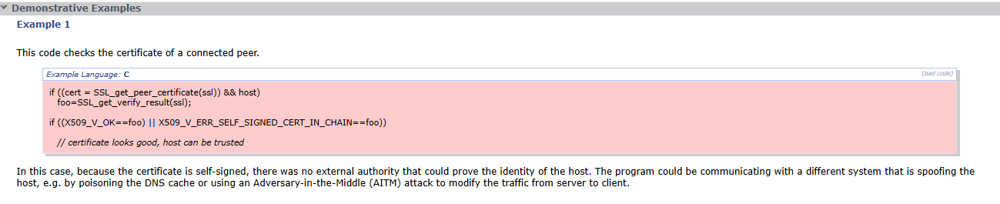 Demonstrative Examples
Example 1
This code checks the certificate of a connected peer.
Example Language: C
(bad code)
if ((cert = SSL_get_peer_certificate(ssl)) && host)
foo=SSL_get_verify_result(ssl);
if ((X509_V_OK==foo) || X509_V_ERR_SELF_SIGNED_CERT_IN_CHAIN==foo))
// certificate looks good, host can be trusted
In this case, because the certificate is self-signed, there was no external authority that could prove the identity of the host. The program could be communicating with a different system that is spoofing the
host, e.g. by poisoning the DNS cache or using an Adversary-in-the-Middle (AITM) attack to modify the traffic from server to client.